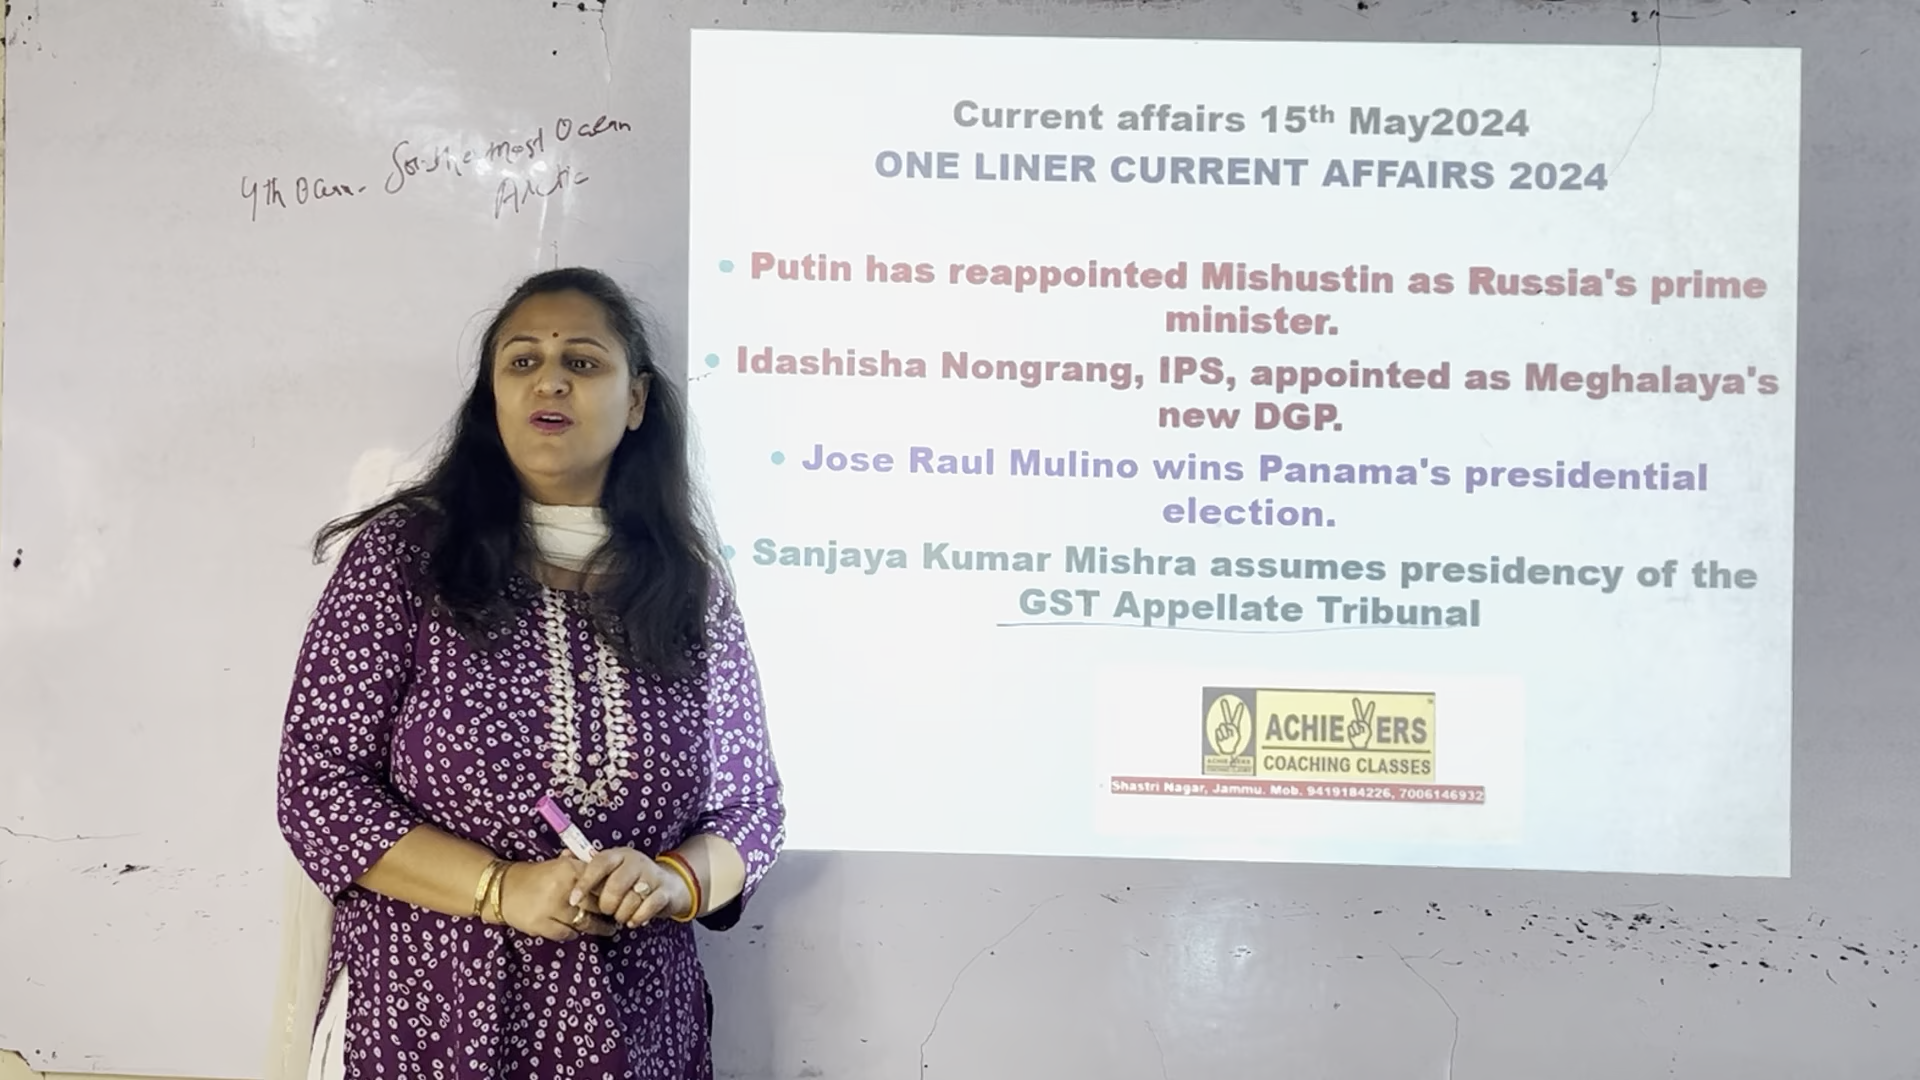 4th Ocean - Southernmost Ocean
Arctic
Current affairs 15th May2024
ONE LINER CURRENT AFFAIRS 2024
• Putin has reappointed Mishustin as Russia's prime
minister.
• Idashisha Nongrang, IPS, appointed as Meghalaya's
new DGP.
• Jose Raul Mulino wins Panama's presidential
election.
• Sanjaya Kumar Mishra assumes presidency of the
GST Appellate Tribunal
ACHIEVERS
COACHING CLASSES
Shastri Nagar, Jammu. Mob. 9419184226, 7006146932